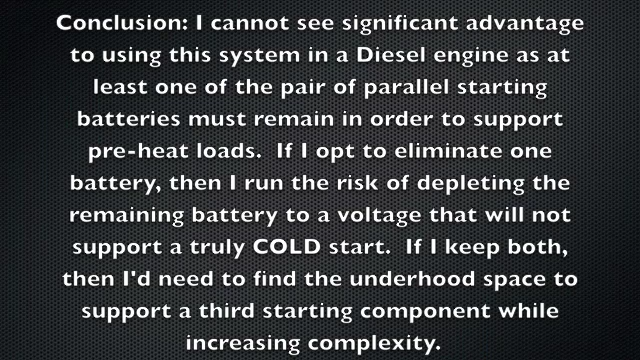 Conclusion: I cannot see significant advantage
to using this system in a Diesel engine as at
least one of the pair of parallel starting
batteries must remain in order to support
pre-heat loads.  If I opt to eliminate one
battery, then I run the risk of depleting the
remaining battery to a voltage that will not
support a truly COLD start.  If I keep both,
then I'd need to find the underhood space to
support a third starting component while
increasing complexity.